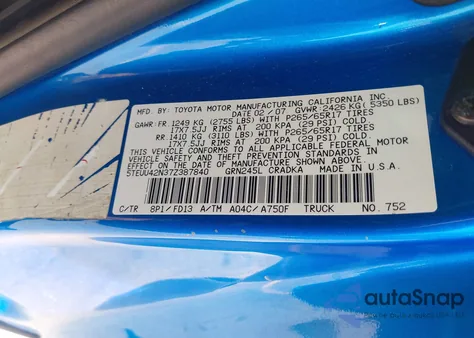 MFD. BY: TOYOTA MOTOR MANUFACTURING CALIFORNIA INC.
DATE 02/07 GVWR: 2426 KG ( 5350 LBS)
GAWR: FR 1249 KG (2755 LBS) WITH P265/65R17 TIRES
17X7.5JJ RIMS AT 200 KPA (29 PSI) COLD.
RR 1410 KG (3110 LBS) WITH P265/65R17 TIRES
17X7.5JJ RIMS AT 200 KPA (29 PSI) COLD.
THIS VEHICLE CONFORMS TO ALL APPLICABLE FEDERAL MOTOR
VEHICLE SAFETY AND THEFT PREVENTION STANDARDS IN
EFFECT ON THE DATE OF MANUFACTURE SHOWN ABOVE.
5TEUU42N37Z387840 GRN245L CRADKA MADE IN U.S.A.
C/TR 8P1/FD13 A/TM A04C/A750F TRUCK NO. 752
autoSnap